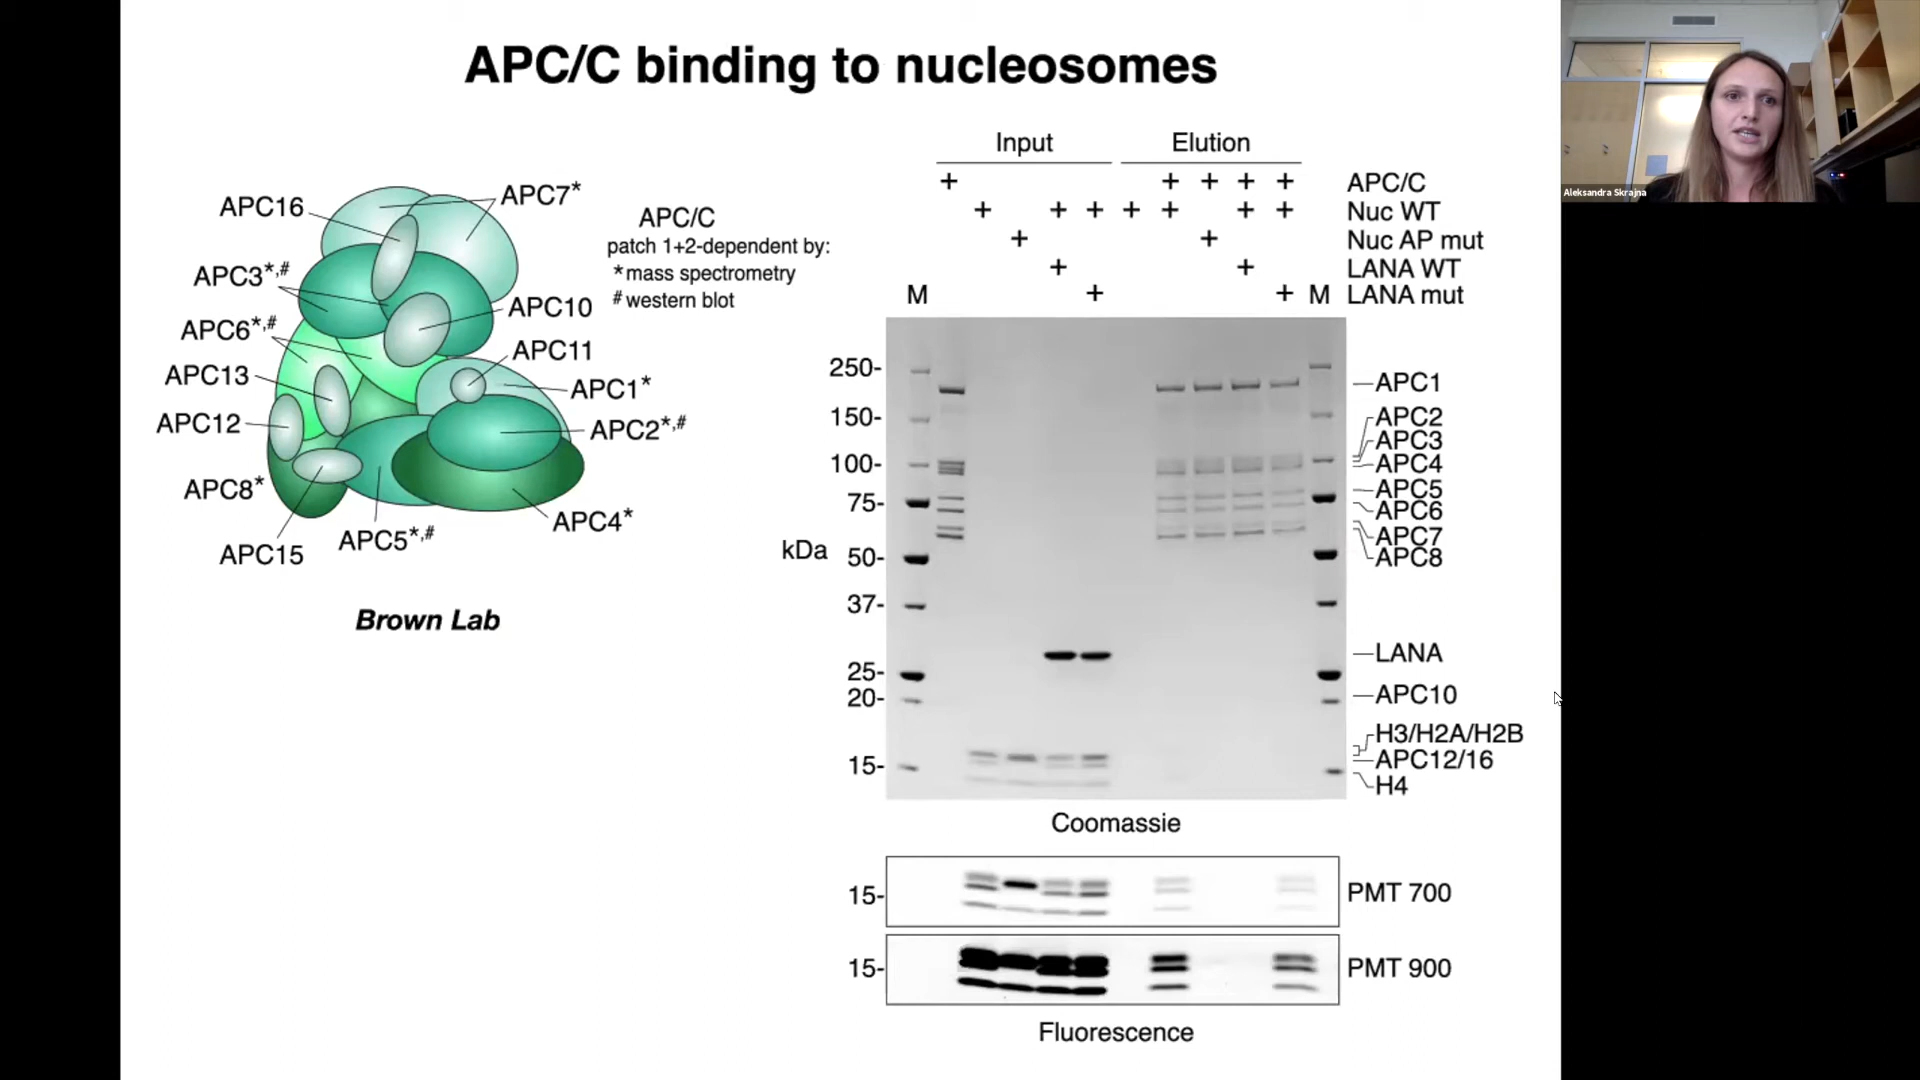 APC/C binding to nucleosomes
Input
Elution
+ + + + + APC/C
+ + + + + + + Nuc WT
+ + Nuc AP mut
+ + LANA WT
M + + M LANA mut
APC16
APC7*
APC3*,#
APC6*,#
APC13
APC12
APC8*
APC15
APC5*,#
APC4*
APC2*,#
APC1*
APC11
APC10
APC/C
patch 1+2-dependent by:
*mass spectrometry
#western blot
Brown Lab
kDa
250-
150-
100-
75-
50-
37-
25-
20-
15-
APC1
APC2
APC3
APC4
APC5
APC6
APC7
APC8
LANA
APC10
H3/H2A/H2B
APC12/16
H4
Coomassie
15-
PMT 700
15-
PMT 900
Fluorescence
Aleksandra Skrajna